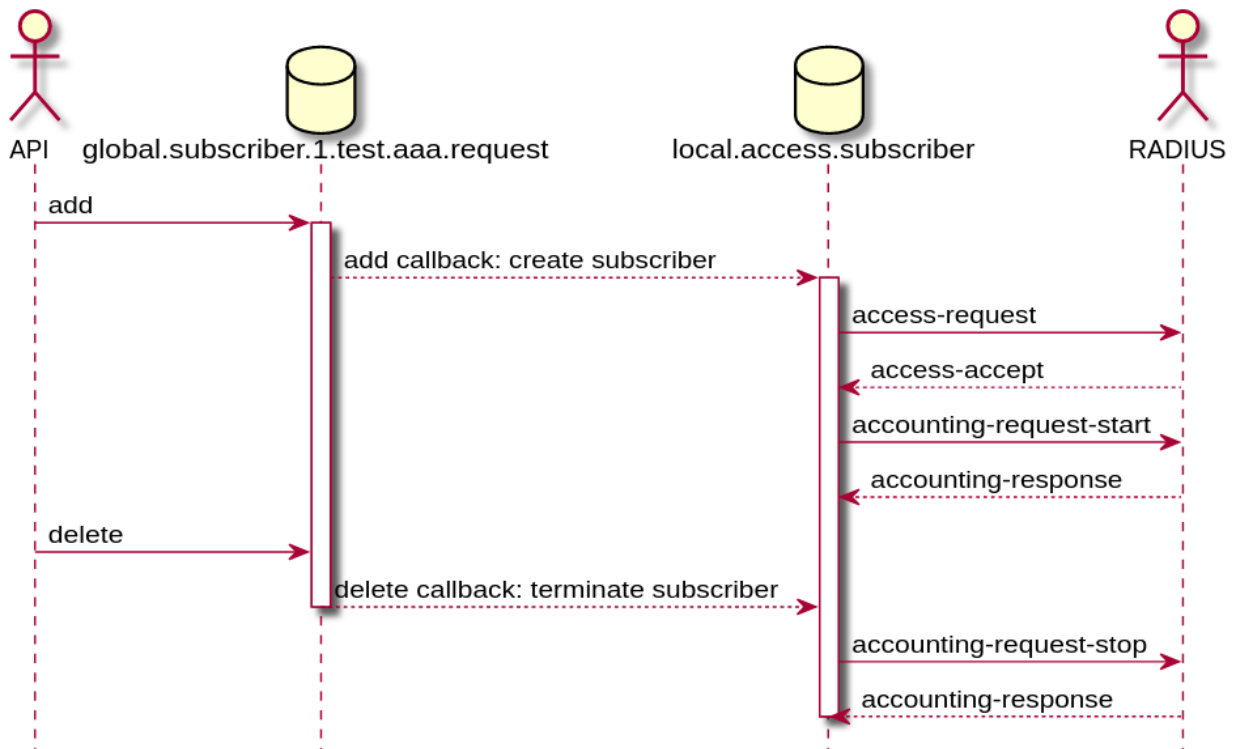 API
global.subscriber.1.test.aaa.request
local.access.subscriber
RADIUS
add
add callback: create subscriber
access-request
access-accept
accounting-request-start
accounting-response
delete
delete callback: terminate subscriber
accounting-request-stop
accounting-response